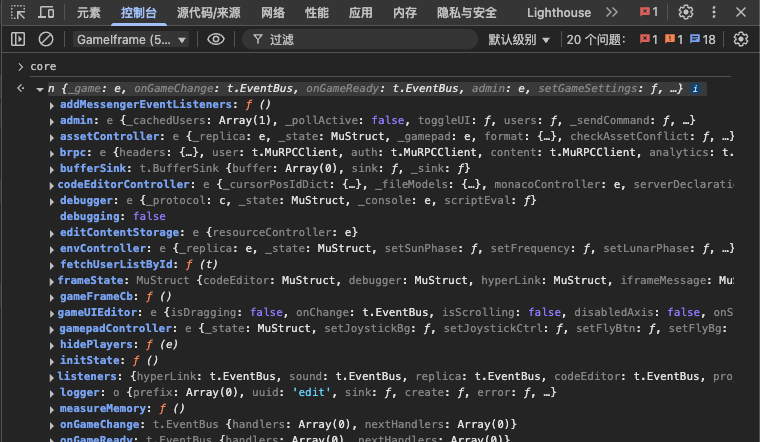 元素 控制台 源代码/来源 网络 性能 应用 内存 隐私与安全 Lighthouse 1
GameIframe (5... 过滤 默认级别 20 个问题: 1 1 18
> core
n {_game: e, onGameChange: t.EventBus, onGameReady: t.EventBus, admin: e, setGameSettings: ƒ, …} i
addMessengerEventListeners: ƒ ()
admin: e {_cachedUsers: Array(1), _pollActive: false, toggleUI: ƒ, users: ƒ, _sendCommand: ƒ, …}
assetController: e {_replica: e, _state: MuStruct, _gamepad: e, format: {…}, checkAssetConflict: ƒ, …}
brpc: e {headers: {…}, user: t.MuRPCClient, auth: t.MuRPCClient, content: t.MuRPCClient, analytics: t.
bufferSink: t.BufferSink {buffer: Array(0), sink: ƒ, _sink: ƒ}
codeEditorController: e {_cursorPosIdDict: {…}, _fileModels: {…}, monacoController: e, serverDeclarati
debugger: e {_protocol: c, _state: MuStruct, _console: e, scriptEval: ƒ}
debugging: false
editContentStorage: e {resourceController: e}
envController: e {_replica: e, _state: MuStruct, setSunPhase: ƒ, setFrequency: ƒ, setLunarPhase: ƒ, …}
fetchUserListById: ƒ (t)
frameState: MuStruct {codeEditor: MuStruct, debugger: MuStruct, hyperLink: MuStruct, iframeMessage: Mu
gameFrameCb: ƒ ()
gameUIEditor: e {isDragging: false, onChange: t.EventBus, isScrolling: false, disabledAxis: false, onS
gamepadController: e {_state: MuStruct, setJoystickBg: ƒ, setJoystickCtrl: ƒ, setFlyBtn: ƒ, setFlyBg:
hidePlayers: ƒ (e)
initState: ƒ ()
listeners: {hyperLink: t.EventBus, sound: t.EventBus, replica: t.EventBus, codeEditor: t.EventBus, pro
logger: o {prefix: Array(0), uuid: 'edit', sink: ƒ, create: ƒ, error: ƒ, …}
measureMemory: ƒ ()
onGameChange: t.EventBus {handlers: Array(0), nextHandlers: Array(0)}
onGameReady: t.EventBus {handlers: Array(0), nextHandlers: Array(0)}